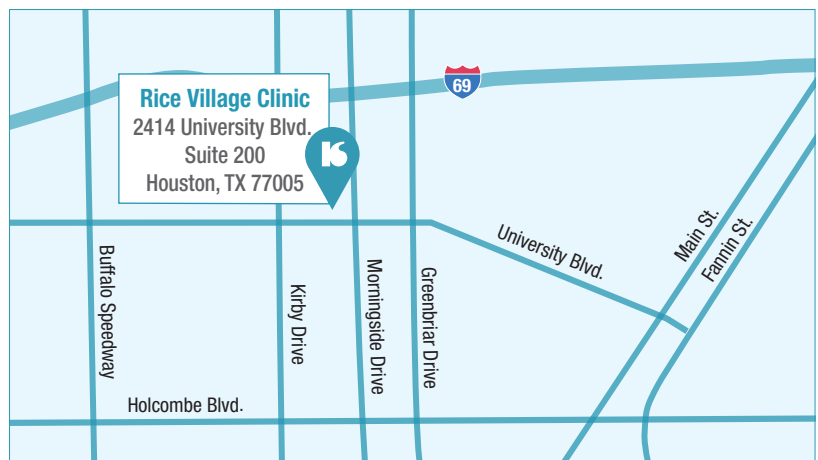 69
Rice Village Clinic
2414 University Blvd.
Suite 200
Houston, TX 77005
K
University Blvd.
Main St.
Fannin St.
Buffalo Speedway
Kirby Drive
Morningside Drive
Greenbriar Drive
Holcombe Blvd.